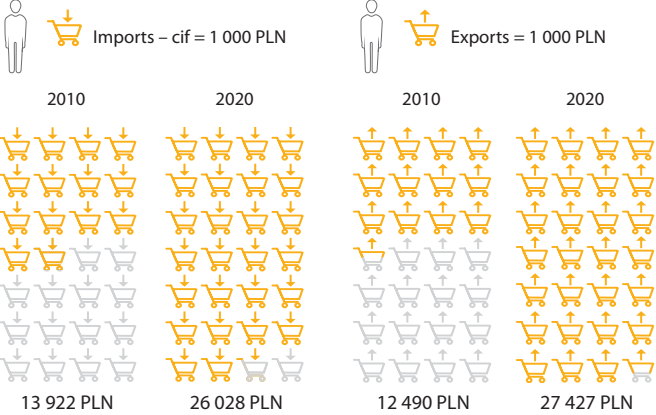 Imports – cif = 1 000 PLN
Exports = 1 000 PLN
2010
2020
2010
2020
13 922 PLN
26 028 PLN
12 490 PLN
27 427 PLN